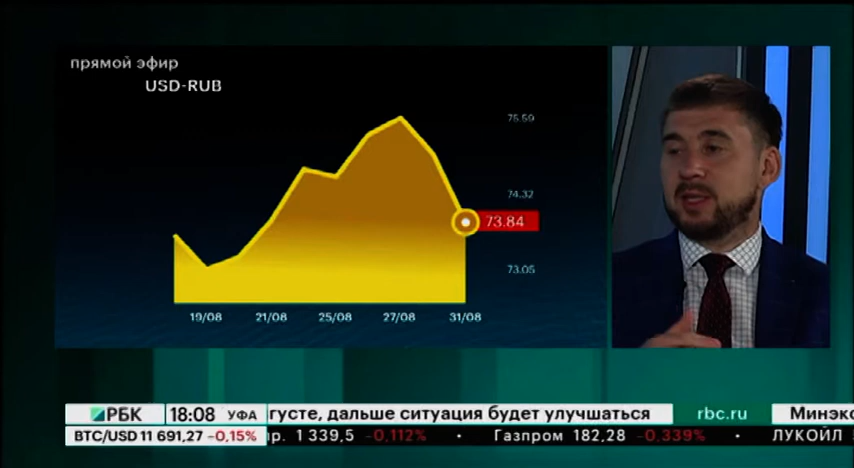 прямой эфир
USD-RUB
75.59
74.32
73.84
73.05
19/08 21/08 25/08 27/08 31/08
РБК 18:08 УФА густе, дальше ситуация будет улучшаться rbc.ru Минэко
BTC/USD 11 691,27 -0,15% пр. 1 339,5 -0,112% • Газпром 182,28 -0,339% • ЛУКОЙЛ